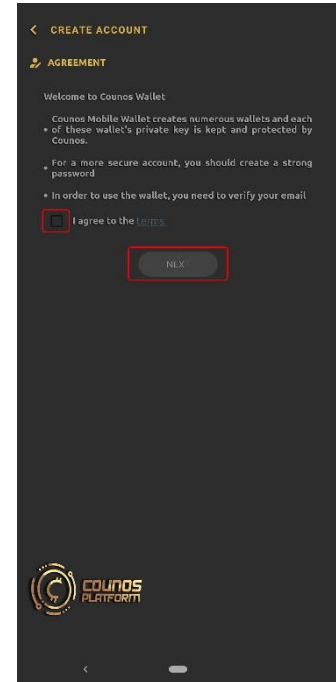 CREATE ACCOUNT
AGREEMENT
Welcome to Counos Wallet
Counos Mobile Wallet creates numerous wallets and each
• of these wallet's private key is kept and protected by
Counos.
For a more secure account, you should create a strong
• password
• In order to use the wallet, you need to verify your email
I agree to the terms
NEXT
COUNOS
PLATFORM